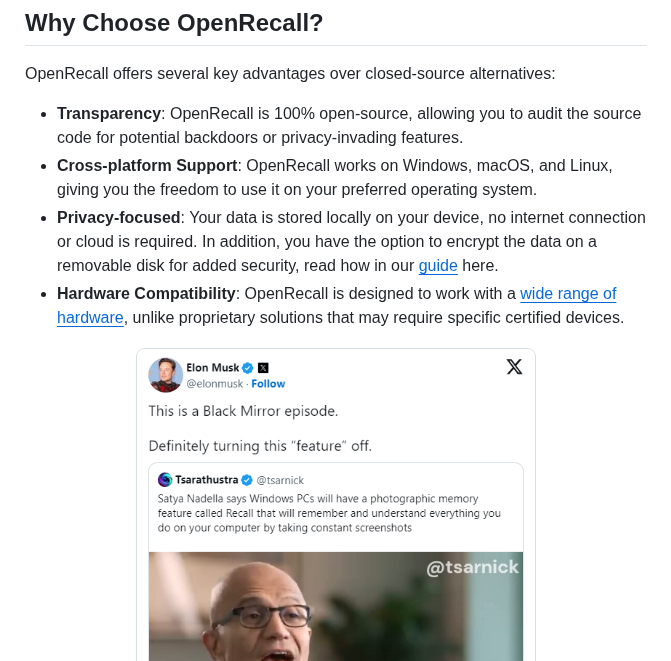 Why Choose OpenRecall?
OpenRecall offers several key advantages over closed-source alternatives:
• Transparency: OpenRecall is 100% open-source, allowing you to audit the source
code for potential backdoors or privacy-invading features.
• Cross-platform Support: OpenRecall works on Windows, macOS, and Linux,
giving you the freedom to use it on your preferred operating system.
• Privacy-focused: Your data is stored locally on your device, no internet connection
or cloud is required. In addition, you have the option to encrypt the data on a
removable disk for added security, read how in our guide here.
• Hardware Compatibility: OpenRecall is designed to work with a wide range of
hardware, unlike proprietary solutions that may require specific certified devices.
Elon Musk
@elonmusk · Follow
This is a Black Mirror episode.
Definitely turning this “feature” off.
Tsarathustra @tsarnick
Satya Nadella says Windows PCs will have a photographic memory
feature called Recall that will remember and understand everything you
do on your computer by taking constant screenshots
@tsarnick